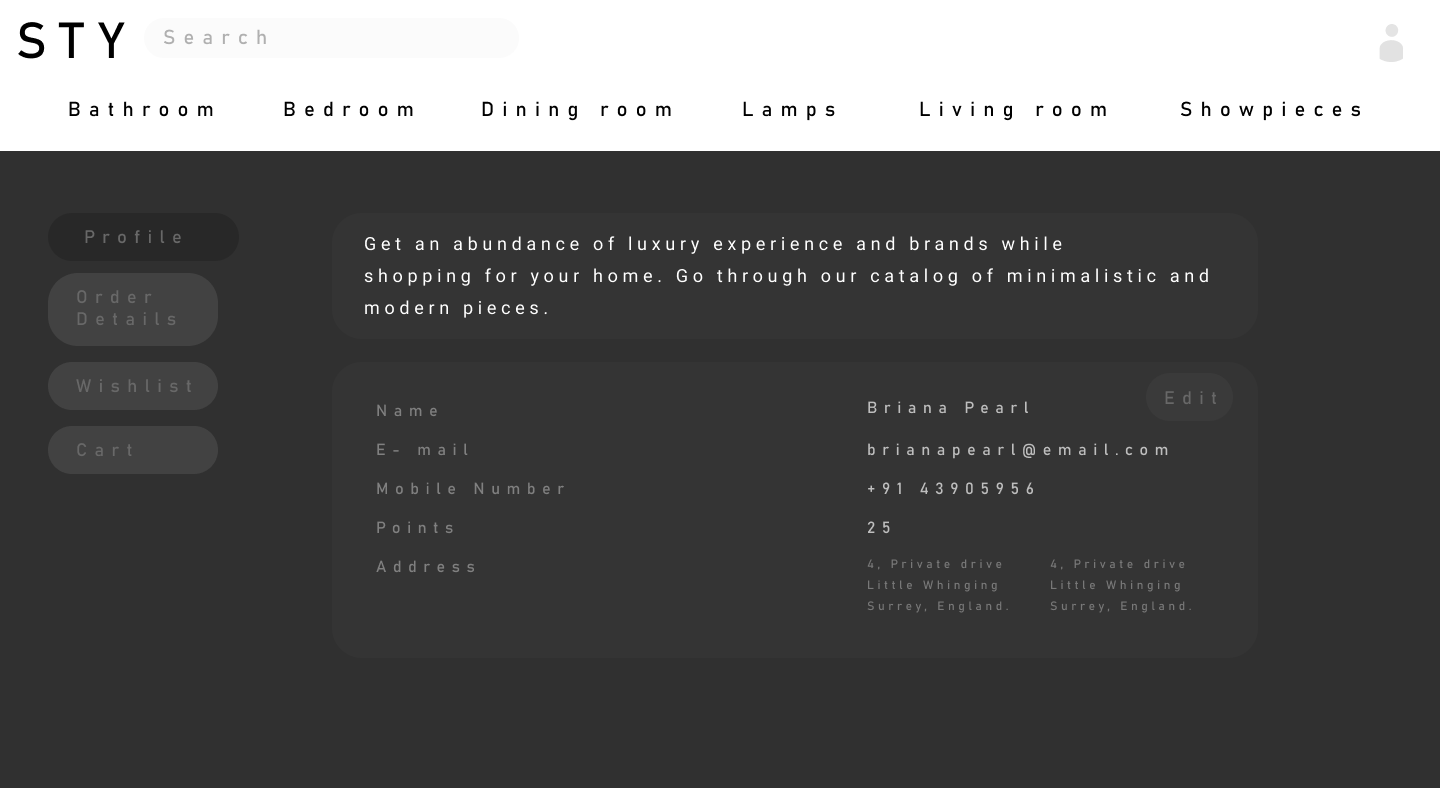 STY
Search
Bathroom Bedroom Dining room Lamps Living room Showpieces
Profile
Order
Details
Wishlist
Cart
Get an abundance of luxury experience and brands while
shopping for your home. Go through our catalog of minimalistic and
modern pieces.
Edit
Name Briana Pearl
E- mail brianapearl@email.com
Mobile Number +91 43905956
Points 25
Address
4, Private drive
Little Whinging
Surrey, England.
4, Private drive
Little Whinging
Surrey, England.